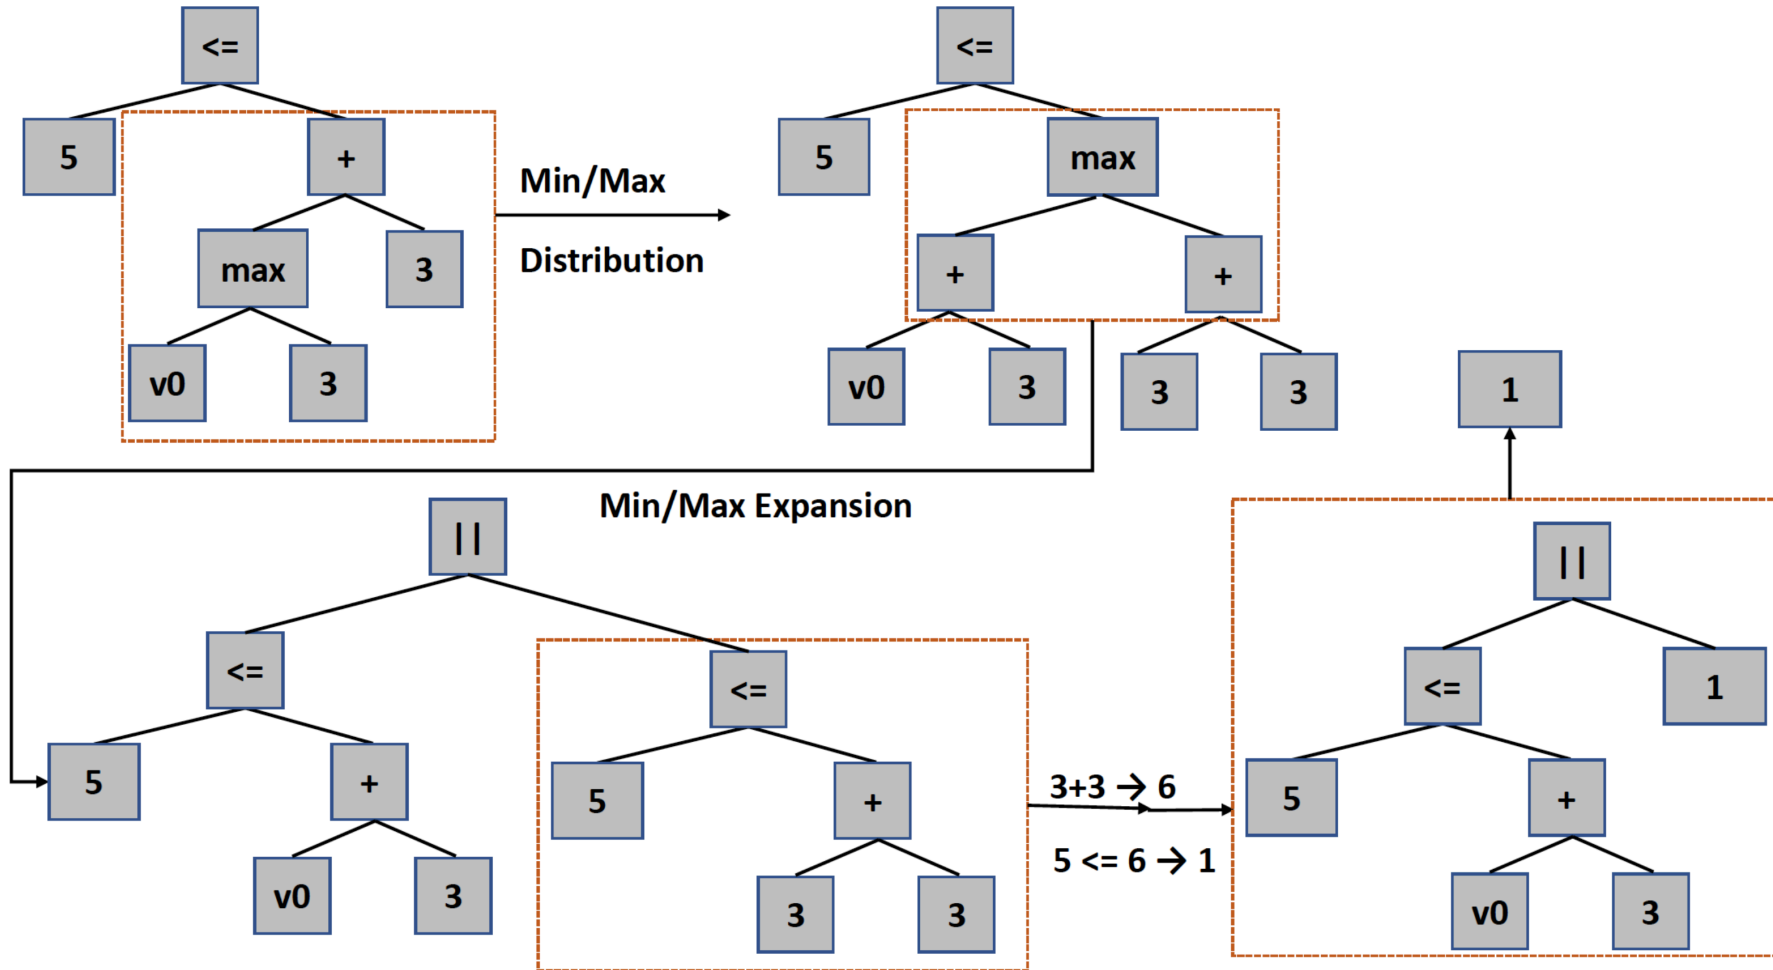 <=
5
+
max
3
v0
3
Min/Max
Distribution
<=
5
max
+
+
v0
3
3
3
1
Min/Max Expansion
||
<=
<=
5
+
v0
3
5
+
3
3
3+3 → 6
5 <= 6 → 1
||
<=
1
5
+
v0
3